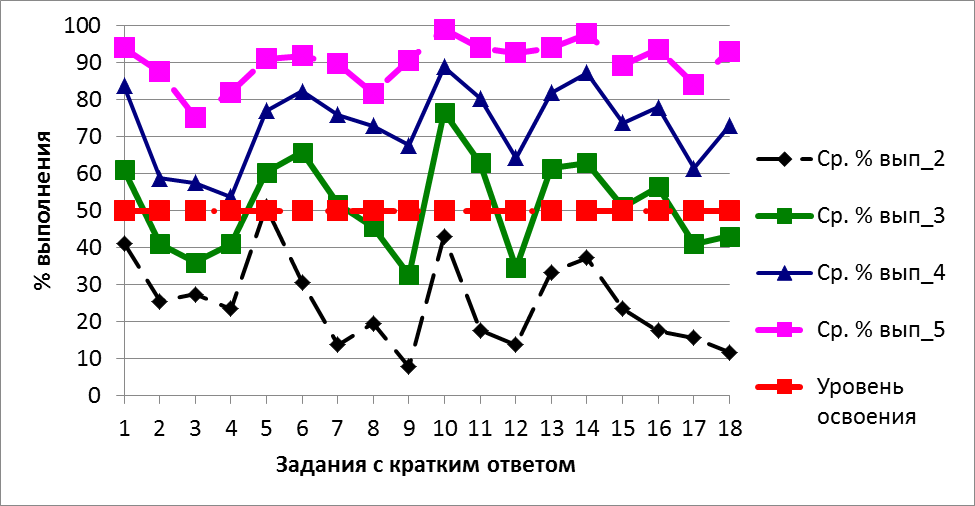 % выполнения
100
90
80
70
60
50
40
30
20
10
0
1 2 3 4 5 6 7 8 9 10 11 12 13 14 15 16 17 18
Задания с кратким ответом
Ср. % вып_2
Ср. % вып_3
Ср. % вып_4
Ср. % вып_5
Уровень
освоения